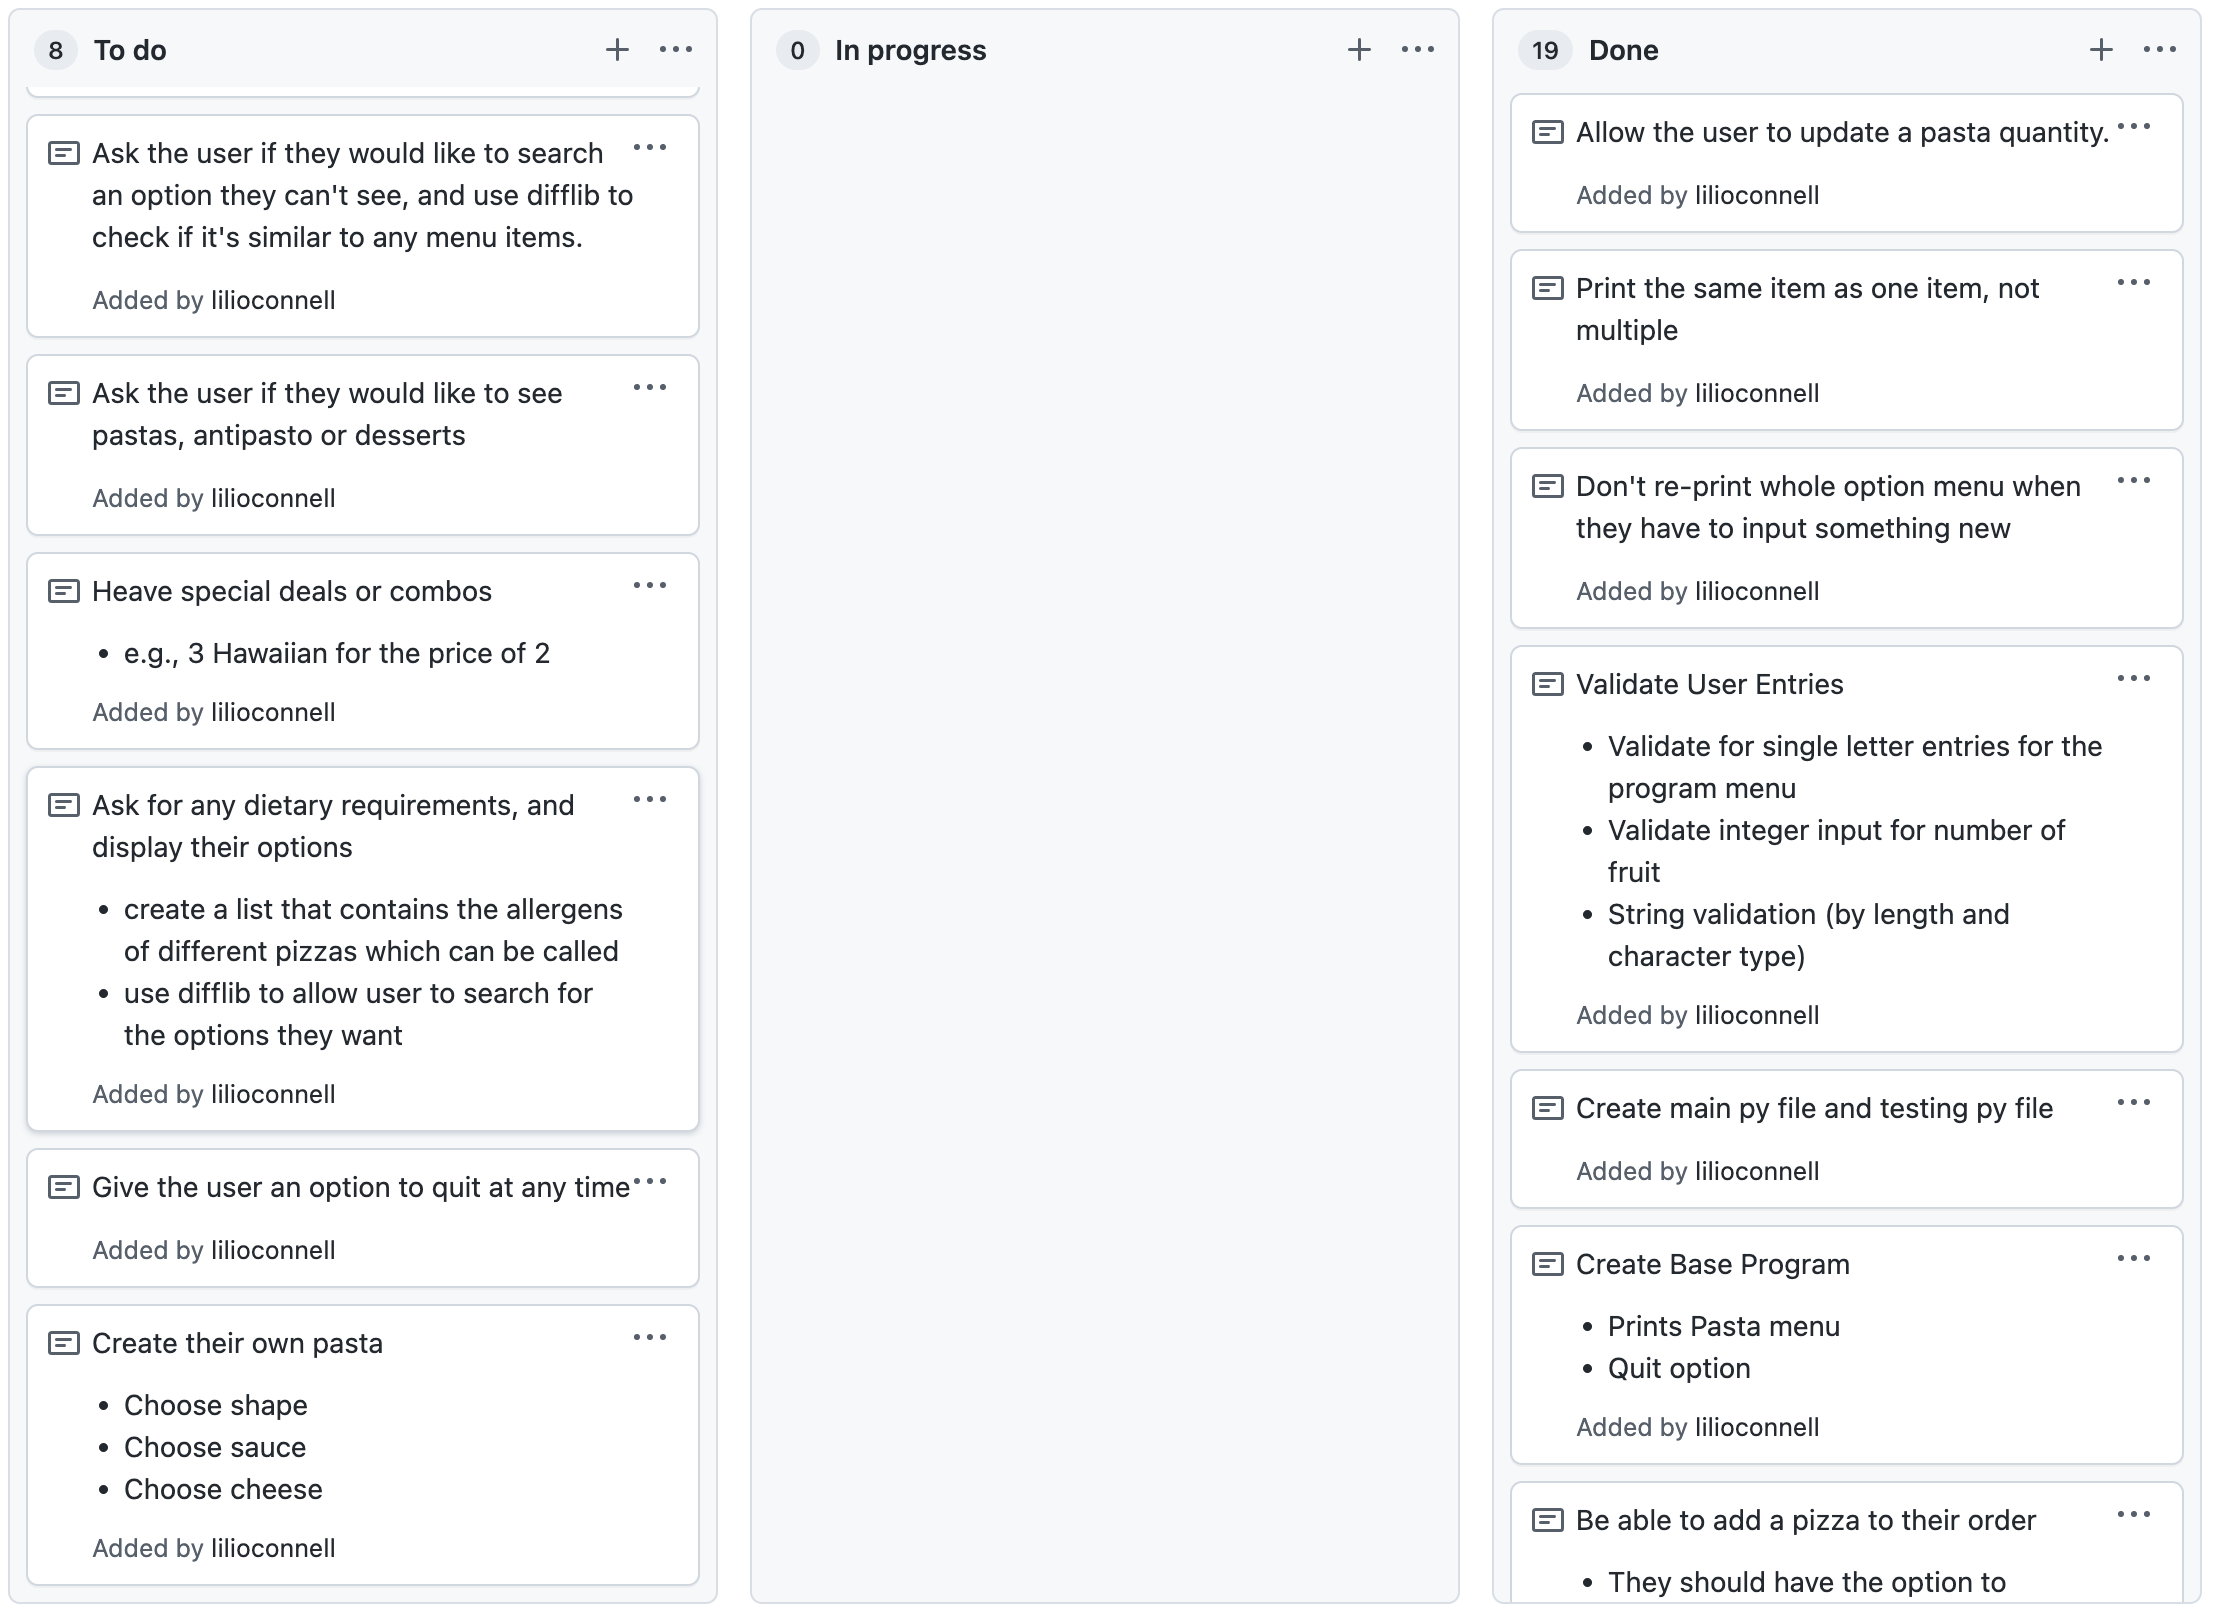 8 To do
Ask the user if they would like to search
an option they can't see, and use difflib to
check if it's similar to any menu items.
Added by lilioconnell
Ask the user if they would like to see
pastas, antipasto or desserts
Added by lilioconnell
Heave special deals or combos
• e.g., 3 Hawaiian for the price of 2
Added by lilioconnell
Ask for any dietary requirements, and
display their options
• create a list that contains the allergens
of different pizzas which can be called
• use difflib to allow user to search for
the options they want
Added by lilioconnell
Give the user an option to quit at any time
Added by lilioconnell
Create their own pasta
• Choose shape
• Choose sauce
• Choose cheese
Added by lilioconnell
0 In progress
19 Done
Allow the user to update a pasta quantity.
Added by lilioconnell
Print the same item as one item, not
multiple
Added by lilioconnell
Don't re-print whole option menu when
they have to input something new
Added by lilioconnell
Validate User Entries
• Validate for single letter entries for the
program menu
• Validate integer input for number of
fruit
• String validation (by length and
character type)
Added by lilioconnell
Create main py file and testing py file
Added by lilioconnell
Create Base Program
• Prints Pasta menu
• Quit option
Added by lilioconnell
Be able to add a pizza to their order
• They should have the option to